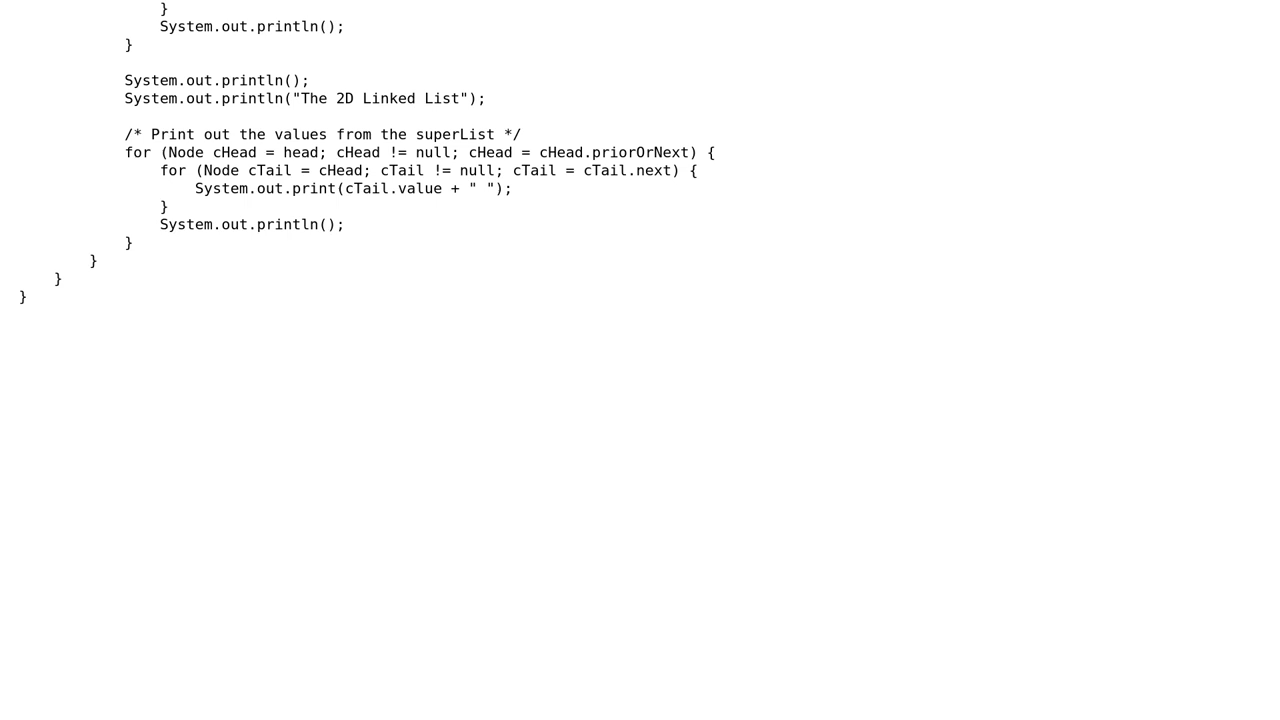 }
                System.out.println();
            }

            System.out.println();
            System.out.println("The 2D Linked List");

            /* Print out the values from the superList */
            for (Node cHead = head; cHead != null; cHead = cHead.priorOrNext) {
                for (Node cTail = cHead; cTail != null; cTail = cTail.next) {
                    System.out.print(cTail.value + " ");
                }
                System.out.println();
            }
        }
    }
}